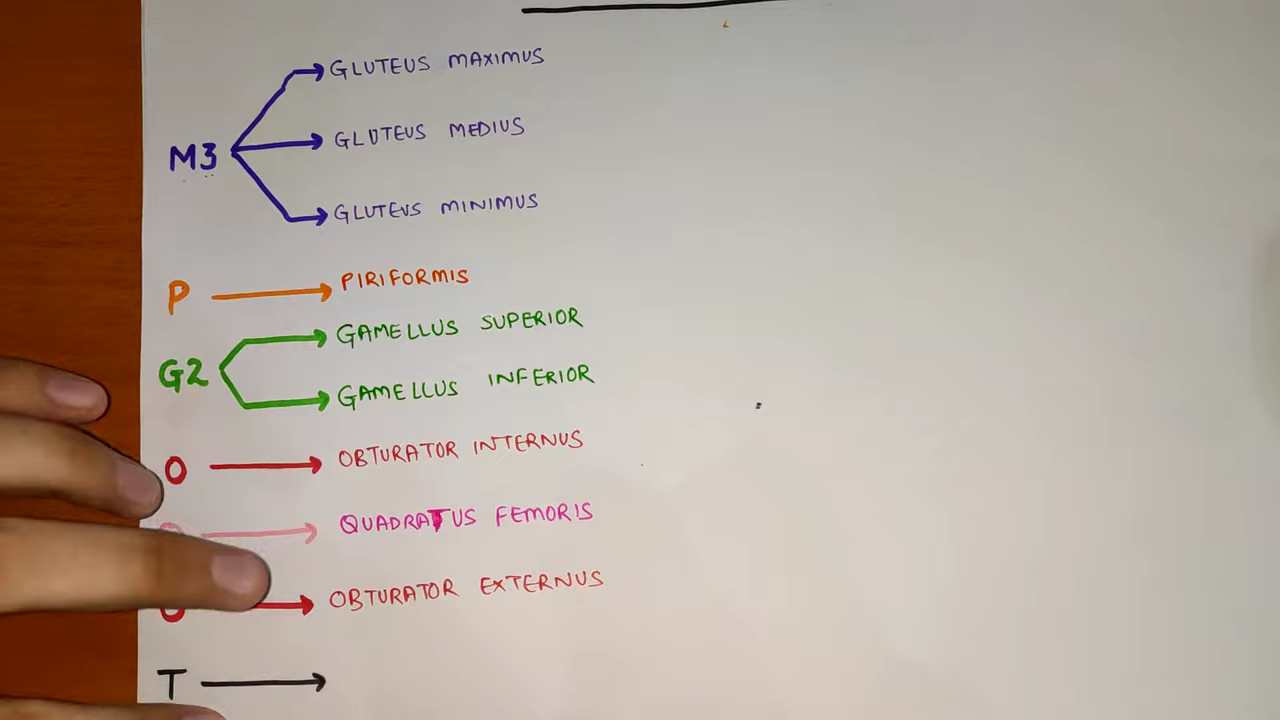 GLUTEUS MAXIMUS
GLUTEUS MEDIUS
M3
GLUTEUS MINIMUS
P PIRIFORMIS
GAMELLUS SUPERIOR
G2
GAMELLUS INFERIOR
O OBTURATOR INTERNUS
QUADRATUS FEMORIS
OBTURATOR EXTERNUS
T